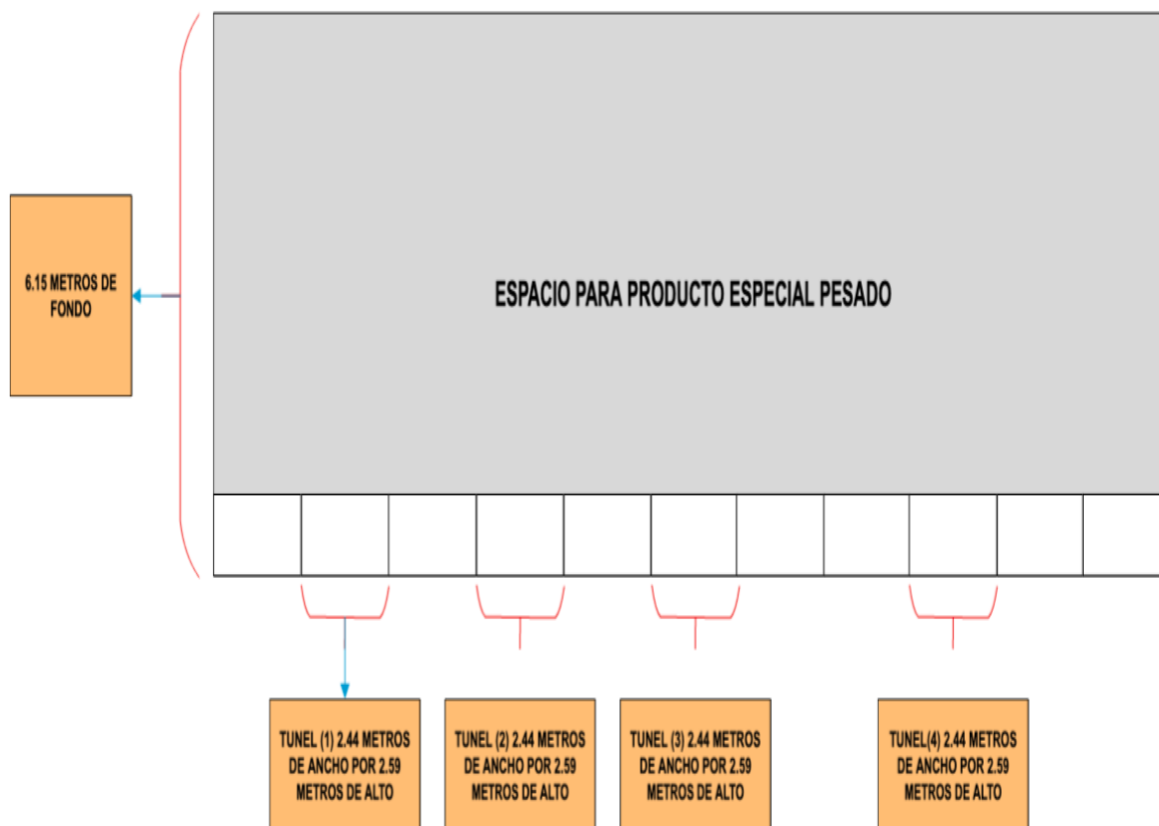 6.15 METROS DE
FONDO
ESPACIO PARA PRODUCTO ESPECIAL PESADO
TUNEL (1) 2.44 METROS
DE ANCHO POR 2.59
METROS DE ALTO
TUNEL (2) 2.44 METROS
DE ANCHO POR 2.59
METROS DE ALTO
TUNEL (3) 2.44 METROS
DE ANCHO POR 2.59
METROS DE ALTO
TUNEL(4) 2.44 METROS
DE ANCHO POR 2.59
METROS DE ALTO